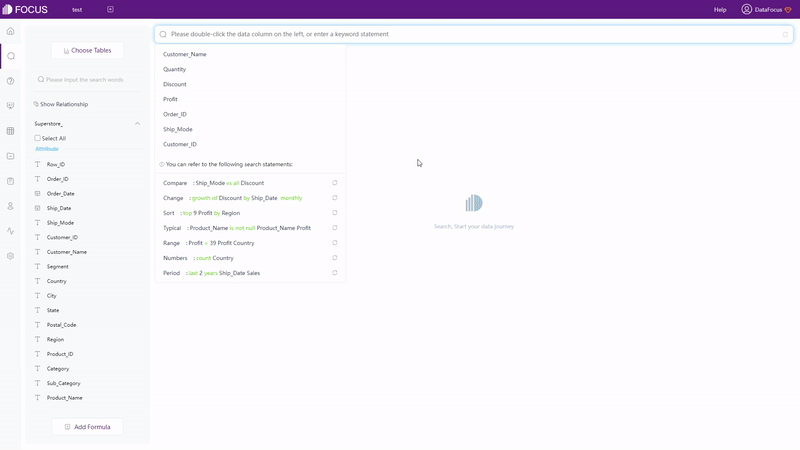 FOCUS
test
Help
DataFocus
Choose Tables
Please input the search words
Show Relationship
Superstore_
Select All
Attribute
Row_ID
Order_ID
Order_Date
Ship_Date
Ship_Mode
Customer_ID
Customer_Name
Segment
Country
City
State
Postal_Code
Region
Product_ID
Category
Sub_Category
Product_Name
Add Formula
Please double-click the data column on the left, or enter a keyword statement
Customer_Name
Quantity
Discount
Profit
Order_ID
Ship_Mode
Customer_ID
You can refer to the following search statements:
Compare : Ship_Mode vs all Discount
Change : growth of Discount by Ship_Date monthly
Sort : top 9 Profit by Region
Typical : Product_Name is not null Product_Name Profit
Range : Profit > 39 Profit Country
Numbers : count Country
Period : last 2 years Ship_Date Sales
Search, Start your data journey